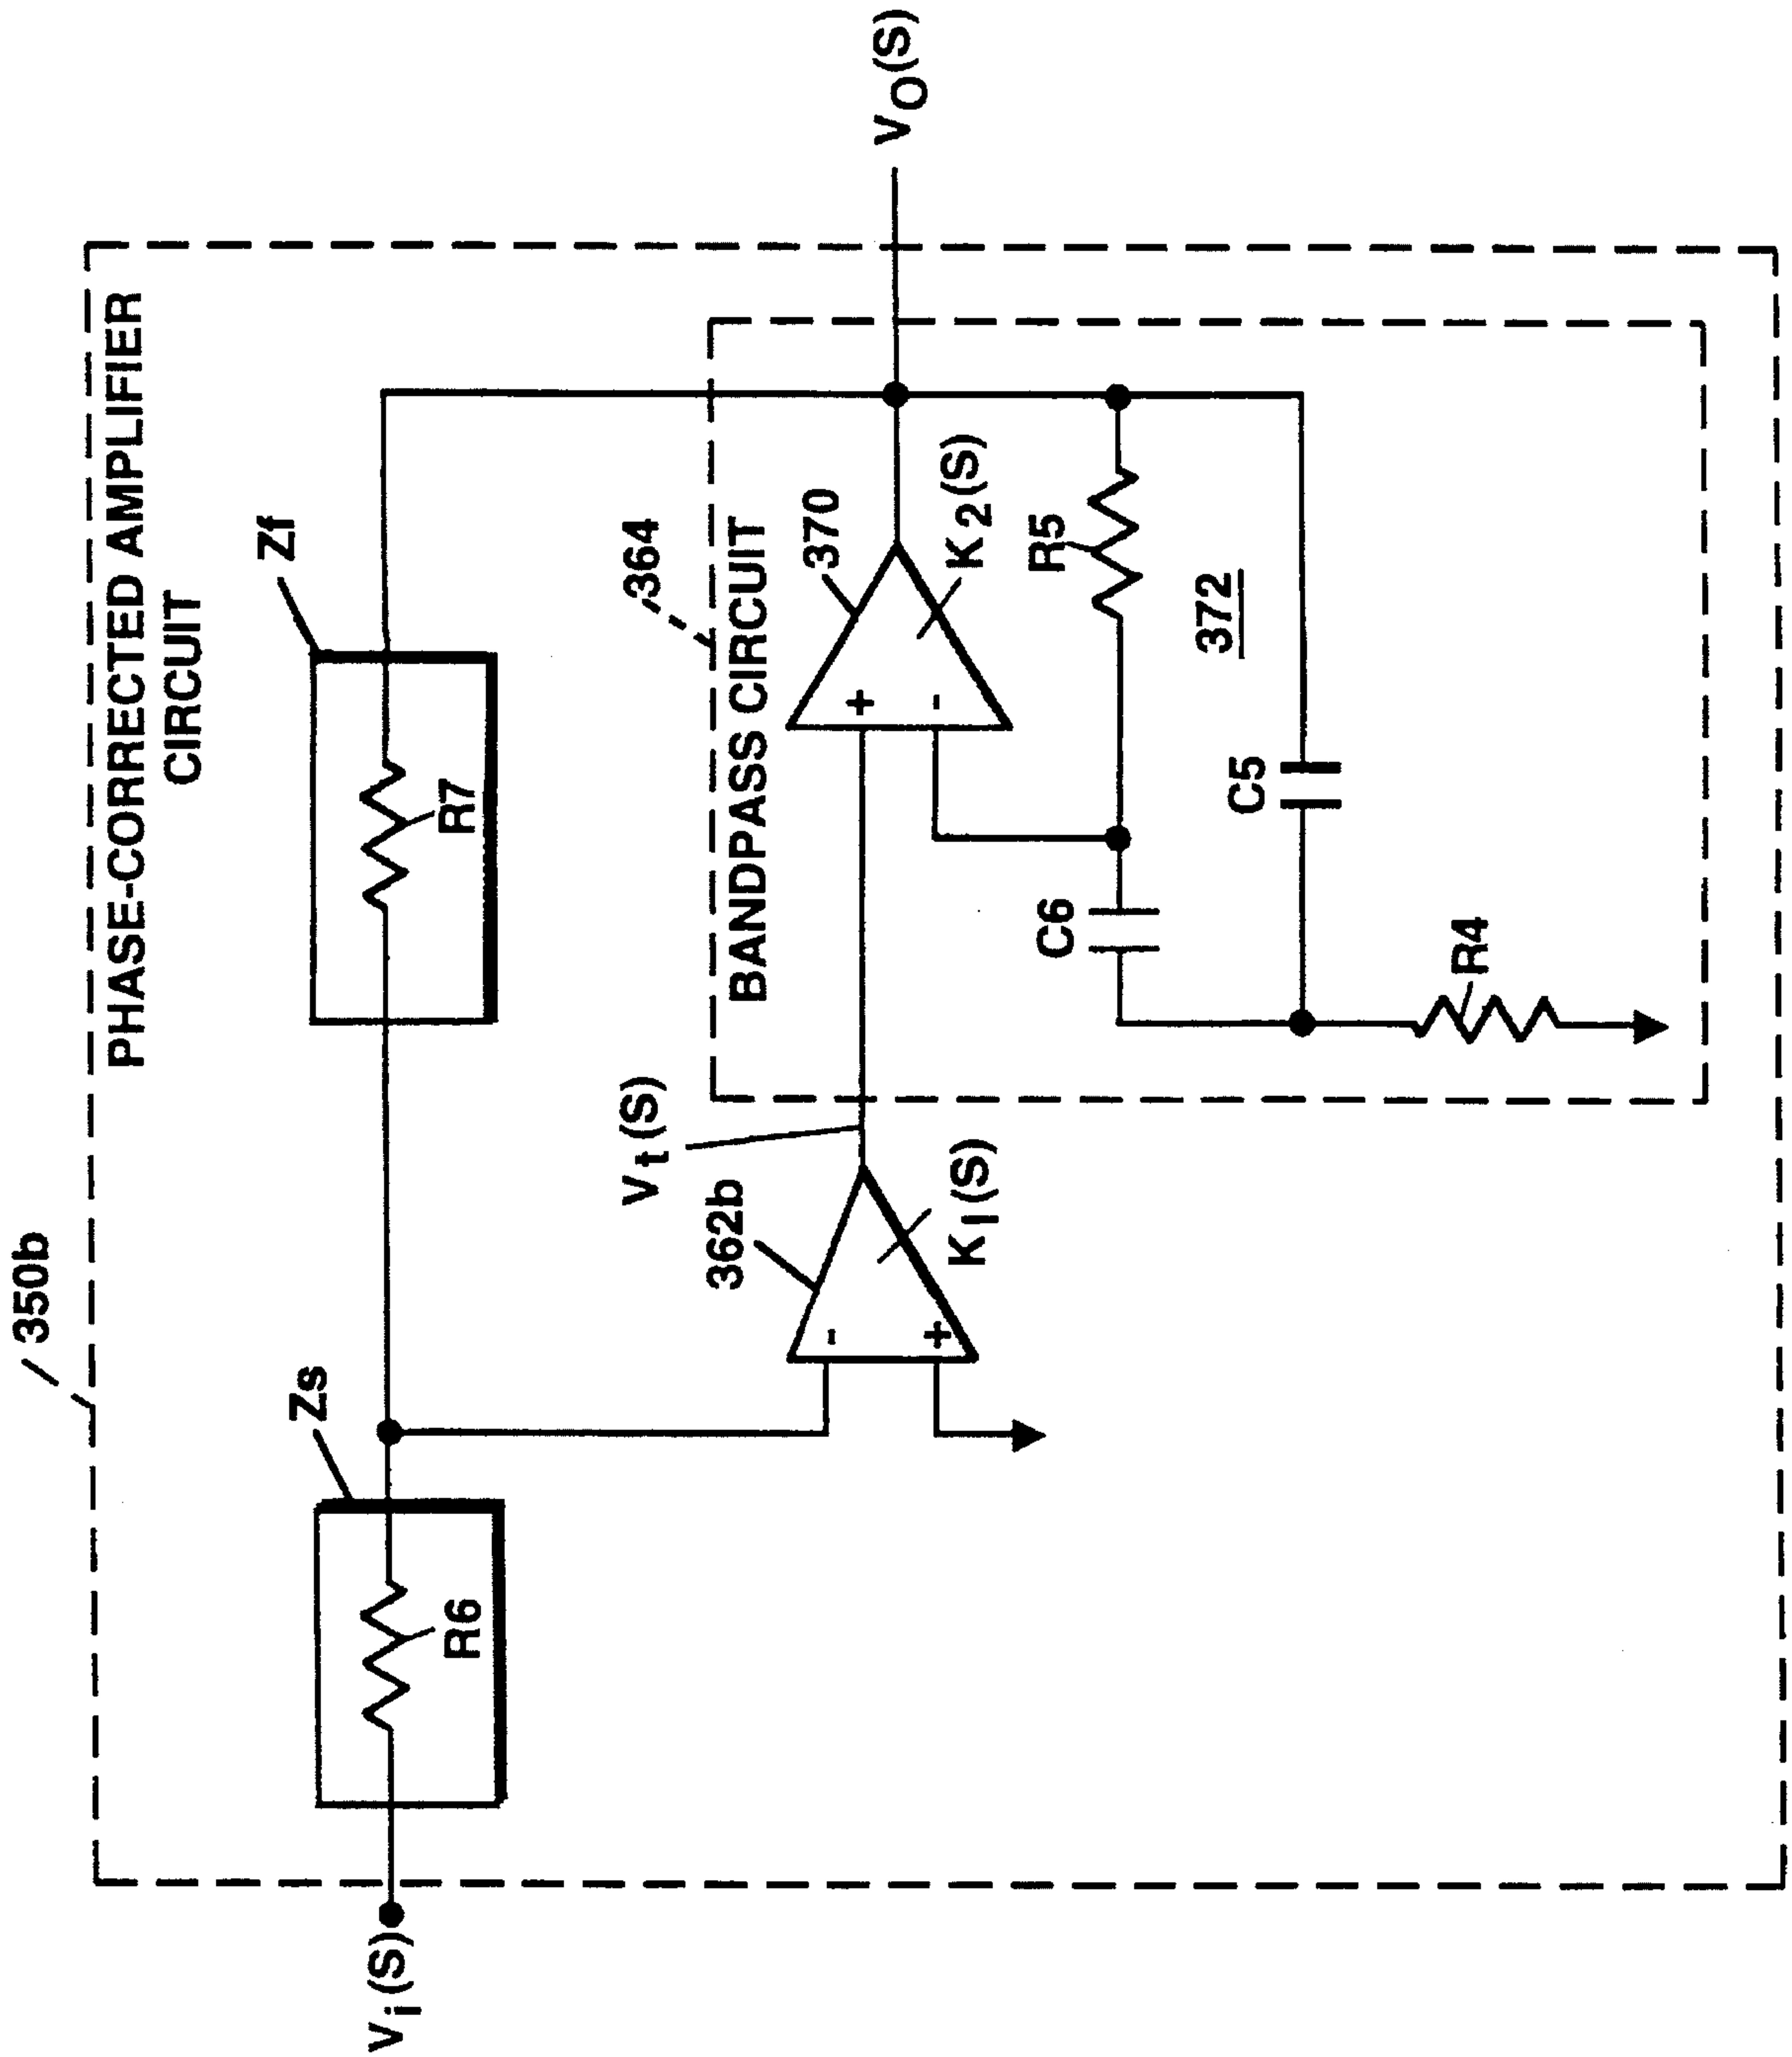 350b
PHASE-CORRECTED AMPLIFIER
CIRCUIT
Zs
Zf
R6
R7
Vi(S)
362b
Vt(S)
364
BANDPASS CIRCUIT
370
-
+
+
-
K1(S)
K2(S)
VO(S)
C6
R5
372
C5
R4